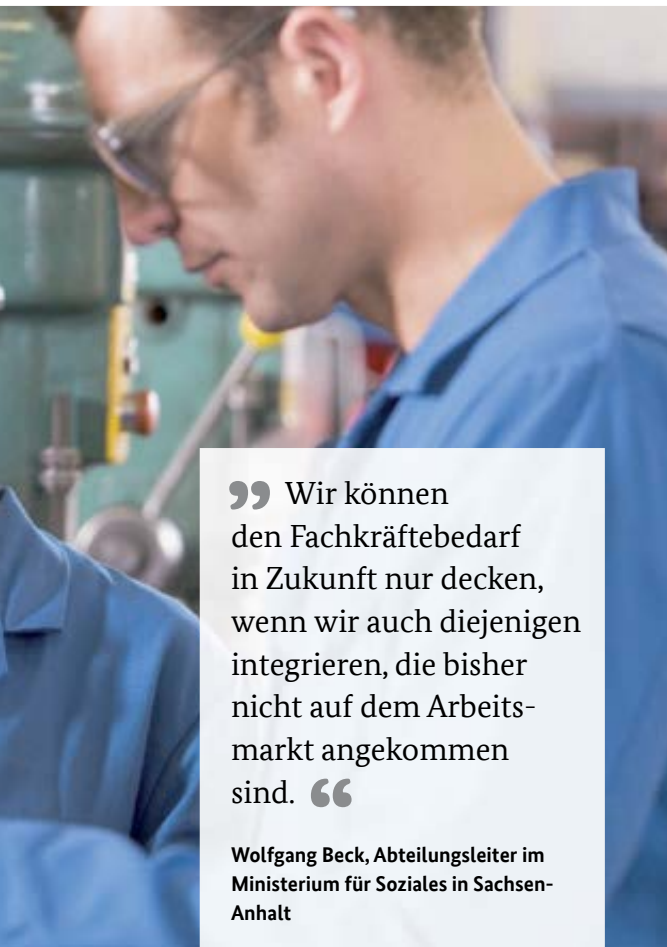 ” Wir können
den Fachkräftebedarf
in Zukunft nur decken,
wenn wir auch diejenigen
integrieren, die bisher
nicht auf dem Arbeits-
markt angekommen
sind. “
Wolfgang Beck, Abteilungsleiter im
Ministerium für Soziales in Sachsen-
Anhalt